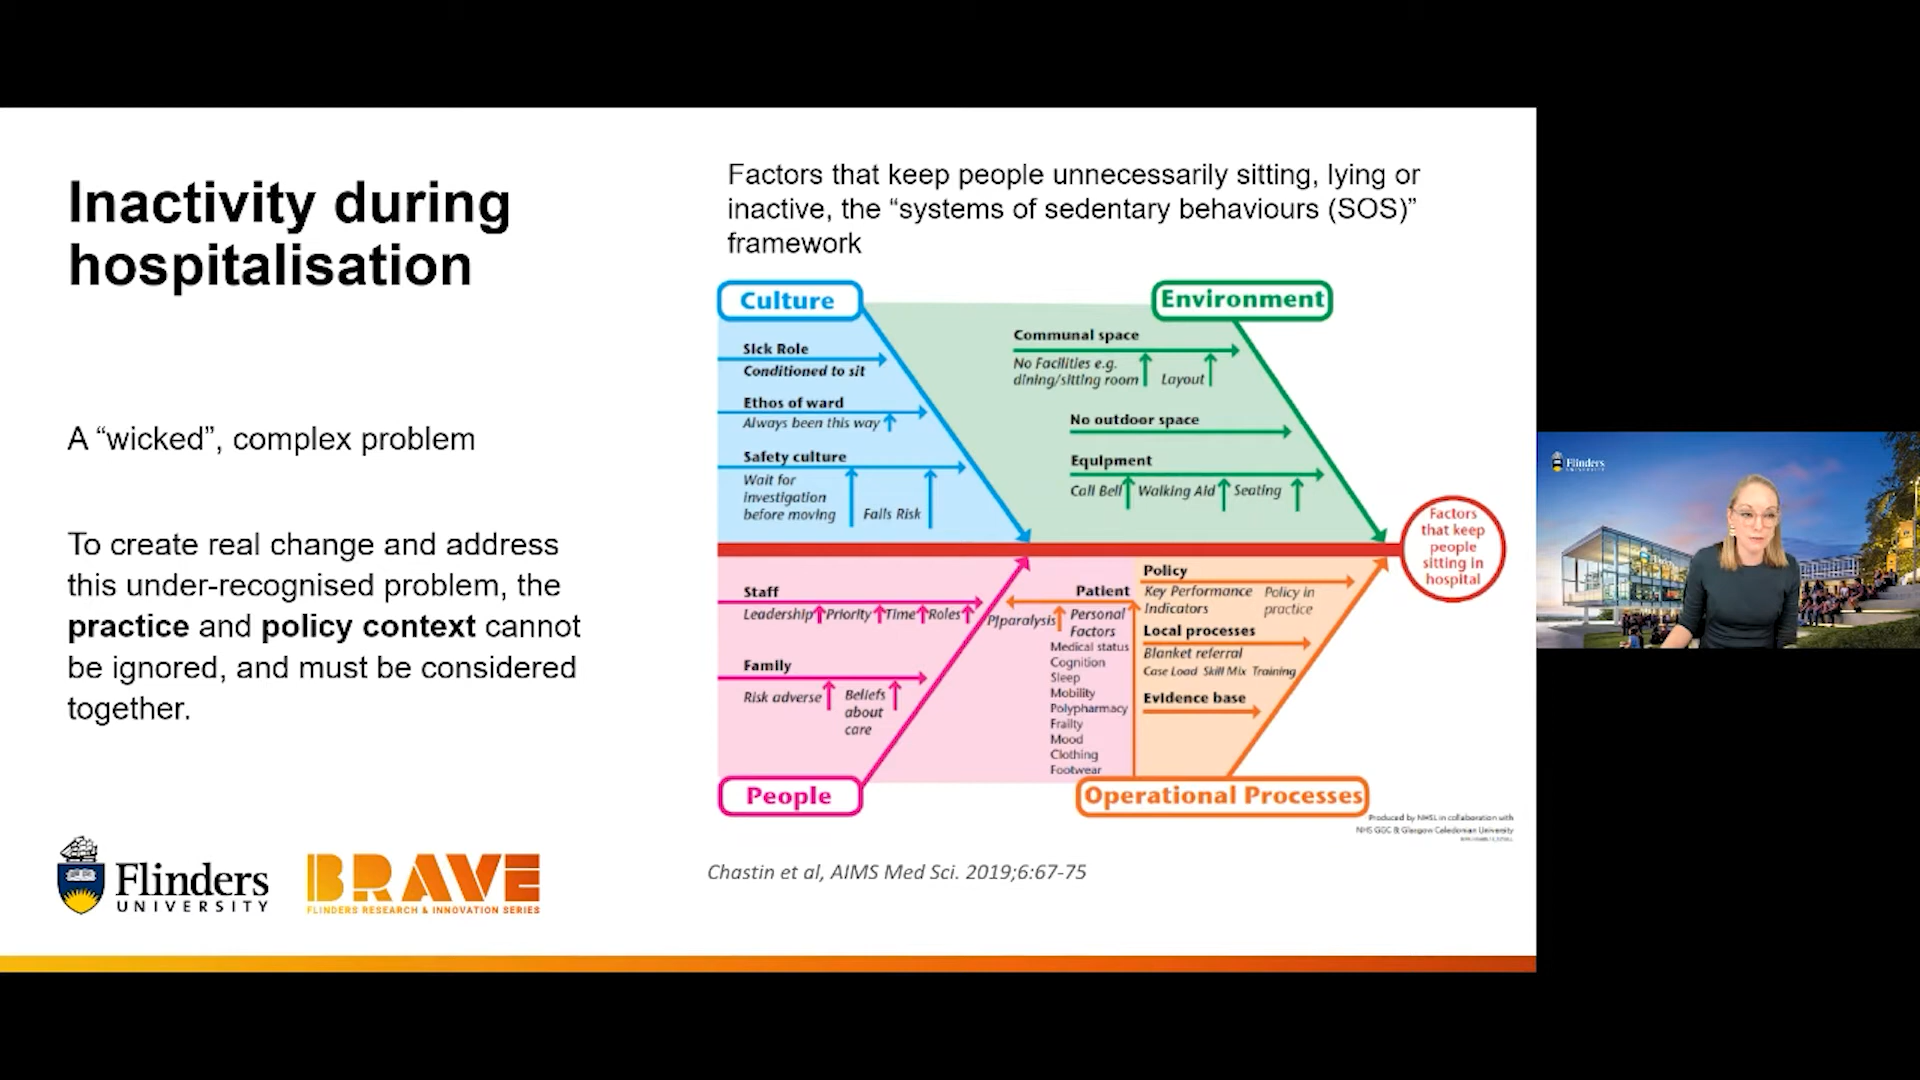 Inactivity during
hospitalisation
A “wicked”, complex problem
To create real change and address
this under-recognised problem, the
practice and policy context cannot
be ignored, and must be considered
together.
Flinders
UNIVERSITY
BRAVE
FLINDERS RESEARCH & INNOVATION SERIES
Factors that keep people unnecessarily sitting, lying or
inactive, the “systems of sedentary behaviours (SOS)”
framework
Culture
Sick Role
Conditioned to sit
Ethos of ward
Always been this way
Safety culture
Wait for
investigation
before moving
Falls Risk
Environment
Communal space
No Facilities e.g.
dining/sitting room
Layout
No outdoor space
Equipment
Call Bell Walking Aid Seating
Factors
that keep
people
sitting in
hospital
Staff
Leadership Priority Time Roles
Family
Risk adverse
Beliefs
about
care
People
Patient
PJparalysis
Personal
Factors
Medical status
Cognition
Sleep
Mobility
Polypharmacy
Frailty
Mood
Clothing
Footwear
Policy
Key Performance
Indicators
Policy in
practice
Local processes
Blanket referral
Case Load Skill Mix Training
Evidence base
Operational Processes
Produced by NHSL in collaboration with
NHS GGC & Glasgow Caledonian University
Chastin et al, AIMS Med Sci. 2019;6:67-75
Flinders
UNIVERSITY